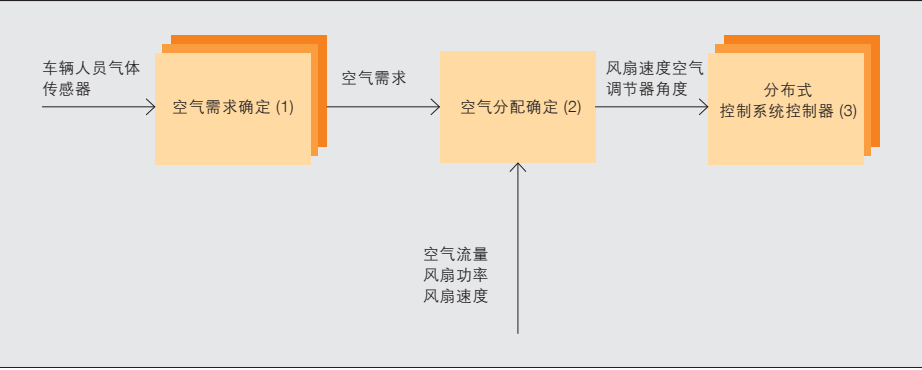 车辆人员气体
传感器
空气需求确定 (1)
空气需求
空气分配确定 (2)
风扇速度空气
调节器角度
分布式
控制系统控制器 (3)
空气流量
风扇功率
风扇速度